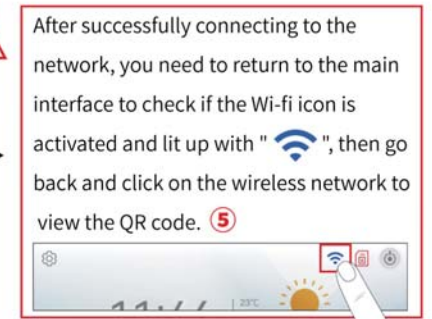 After successfully connecting to the
network, you need to return to the main
interface to check if the Wi-fi icon is
activated and lit up with " ", then go
back and click on the wireless network to
view the QR code. ⑤
23°C